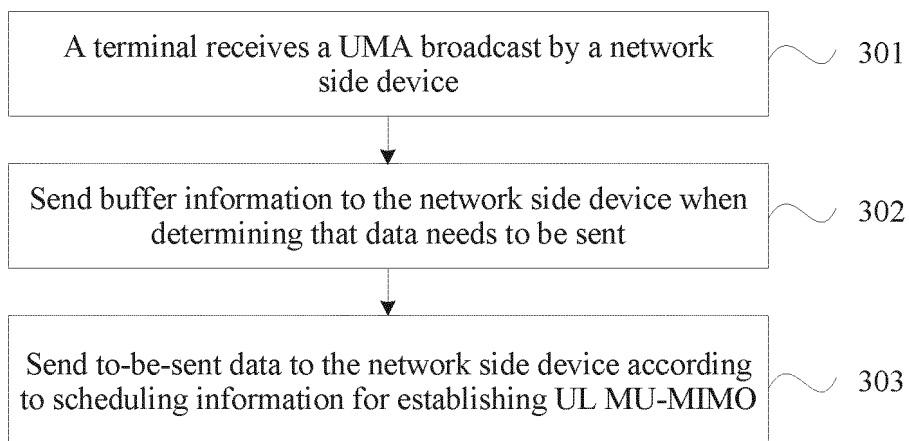 A terminal receives a UMA broadcast by a network
side device
301
Send buffer information to the network side device when
determining that data needs to be sent
302
Send to-be-sent data to the network side device according
to scheduling information for establishing UL MU-MIMO
303